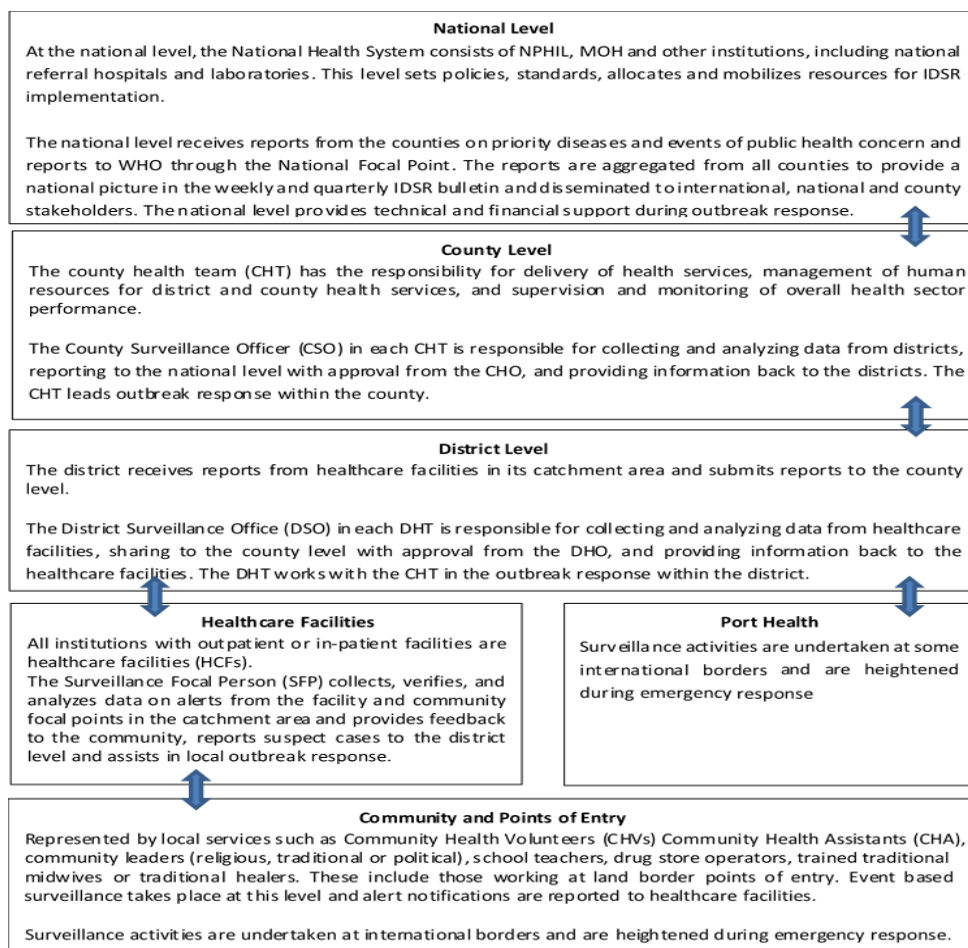 National Level
At the national level, the National Health System consists of NPHIL, MOH and other institutions, including national
referral hospitals and laboratories. This level sets policies, standards, allocates and mobilizes resources for IDSR
implementation.
The national level receives reports from the counties on priority diseases and events of public health concern and
reports to WHO through the National Focal Point. The reports are aggregated from all counties to provide a
national picture in the weekly and quarterly IDSR bulletin and disseminated to international, national and county
stakeholders. The national level provides technical and financial support during outbreak response.
County Level
The county health team (CHT) has the responsibility for delivery of health services, management of human
resources for district and county health services, and supervision and monitoring of overall health sector
performance.
The County Surveillance Officer (CSO) in each CHT is responsible for collecting and analyzing data from districts,
reporting to the national level with approval from the CHO, and providing information back to the districts. The
CHT leads outbreak response within the county.
District Level
The district receives reports from healthcare facilities in its catchment area and submits reports to the county
level.
The District Surveillance Office (DSO) in each DHT is responsible for collecting and analyzing data from healthcare
facilities, sharing to the county level with approval from the DHO, and providing information back to the
healthcare facilities. The DHT works with the CHT in the outbreak response within the district.
Healthcare Facilities
All institutions with outpatient or in-patient facilities are
healthcare facilities (HCFs).
The Surveillance Focal Person (SFP) collects, verifies, and
analyzes data on alerts from the facility and community
focal points in the catchment area and provides feedback
to the community, reports suspect cases to the district
level and assists in local outbreak response.
Port Health
Surveillance activities are undertaken at some
international borders and are heightened
during emergency response
Community and Points of Entry
Represented by local services such as Community Health Volunteers (CHVs) Community Health Assistants (CHA),
community leaders (religious, traditional or political), school teachers, drug store operators, trained traditional
midwives or traditional healers. These include those working at land border points of entry. Event based
surveillance takes place at this level and alert notifications are reported to healthcare facilities.
Surveillance activities are undertaken at international borders and are heightened during emergency response.